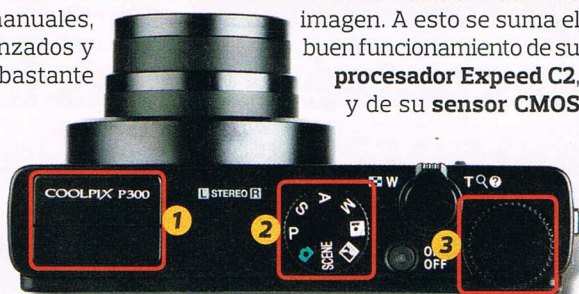 manuales,
nzados y
bastante
imagen. A esto se suma el
buen funcionamiento de su
procesador Expeed C2,
y de su sensor CMOS
COOLPIX P300
L STEREO R
P S A M
SCENE
W
T
?
OFF
1
2
3